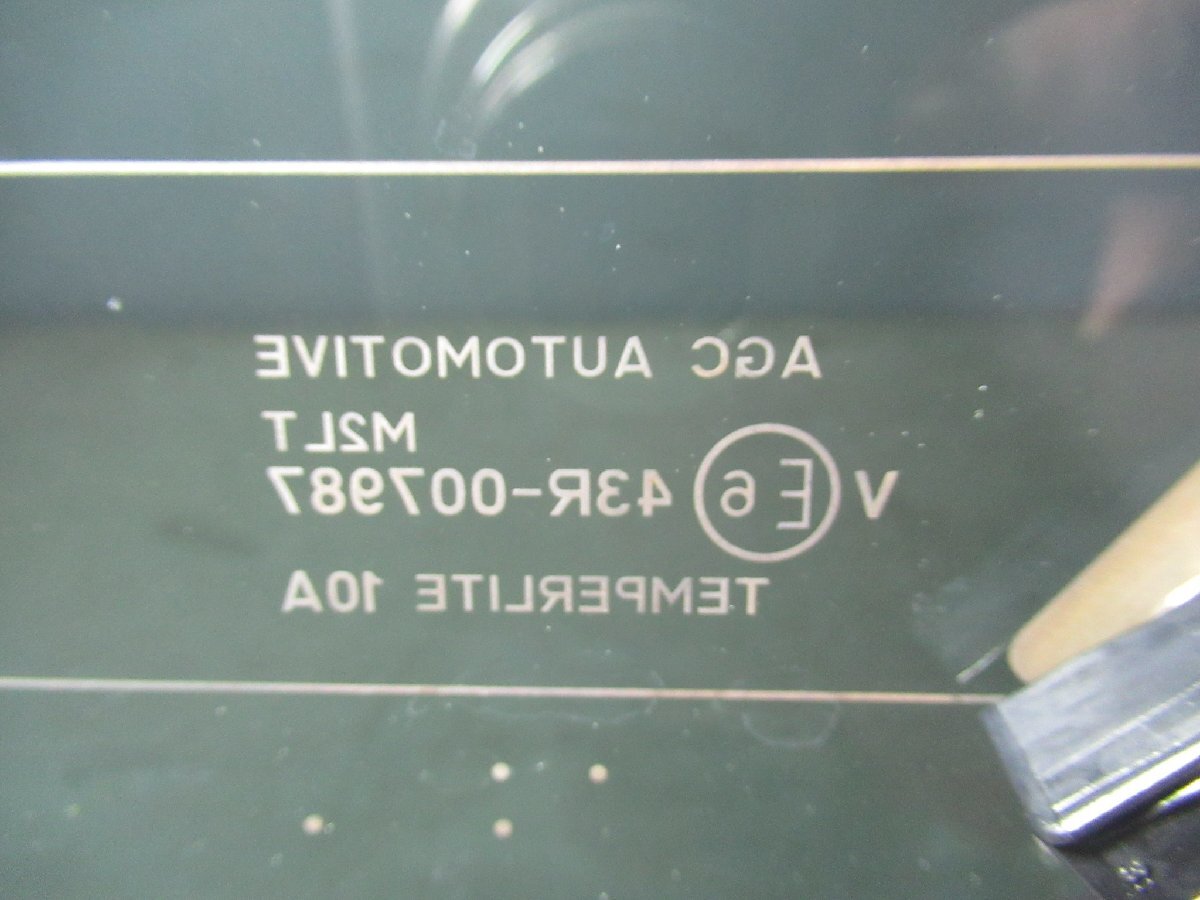 AGC AUTOMOTIVE
M2LT
V E6 43R-007987
TEMPERLITE 10A